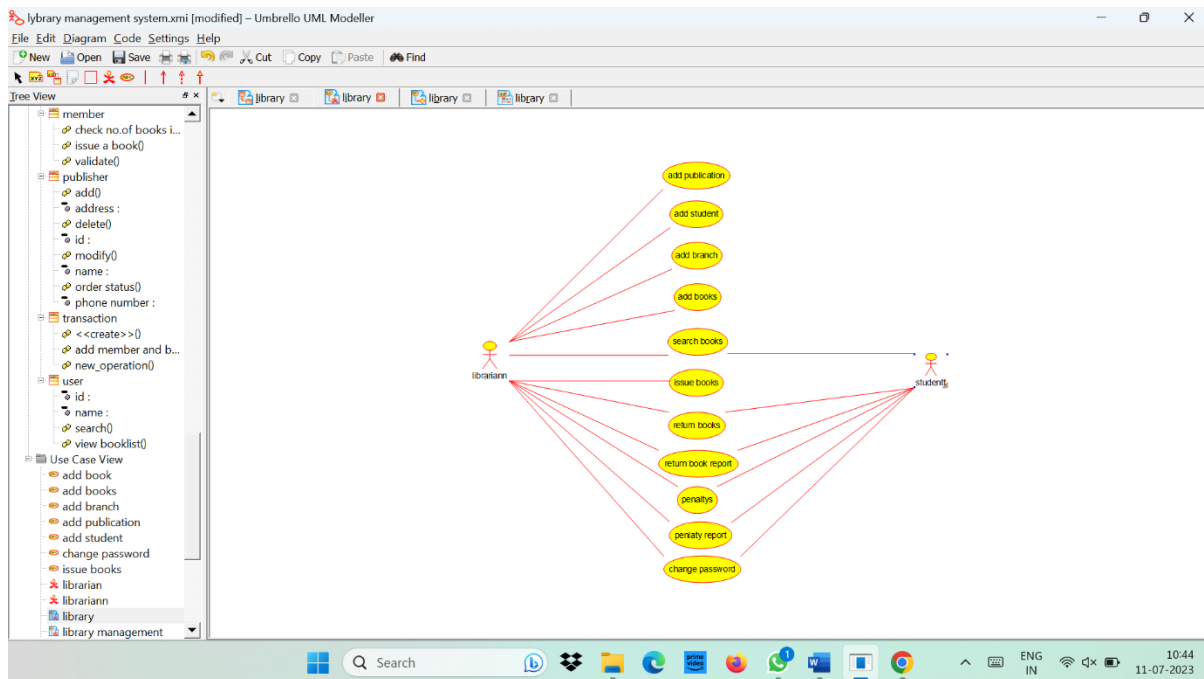 lybrary management system.xmi [modified] – Umbrello UML Modeller
File Edit Diagram Code Settings Help
New Open Save Cut Copy Paste Find
Tree View
library library library library
member
check no.of books i...
issue a book()
validate()
publisher
add()
address :
delete()
id :
modify()
name :
order status()
phone number :
transaction
<<create>>()
add member and b...
new_operation()
user
id :
name :
search()
view booklist()
Use Case View
add book
add books
add branch
add publication
add student
change password
issue books
librarian
librariann
library
library management
add publication
add student
add branch
add books
search books
librariann
studentt
issue books
return books
return book report
penaltys
penlaty report
change password
Search
prime video
1
ENG
IN
10:44
11-07-2023